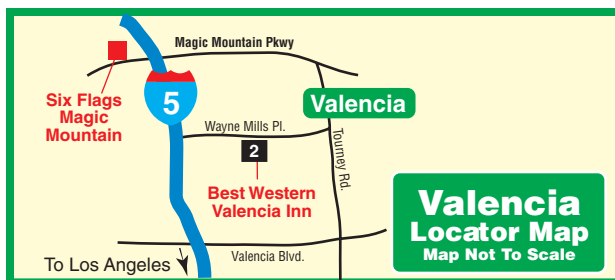 Magic Mountain Pkwy
Six Flags
Magic
Mountain
5
Valencia
Wayne Mills Pl.
2
Tourney Rd.
Best Western
Valencia Inn
Valencia
Locator Map
Map Not To Scale
Valencia Blvd.
To Los Angeles